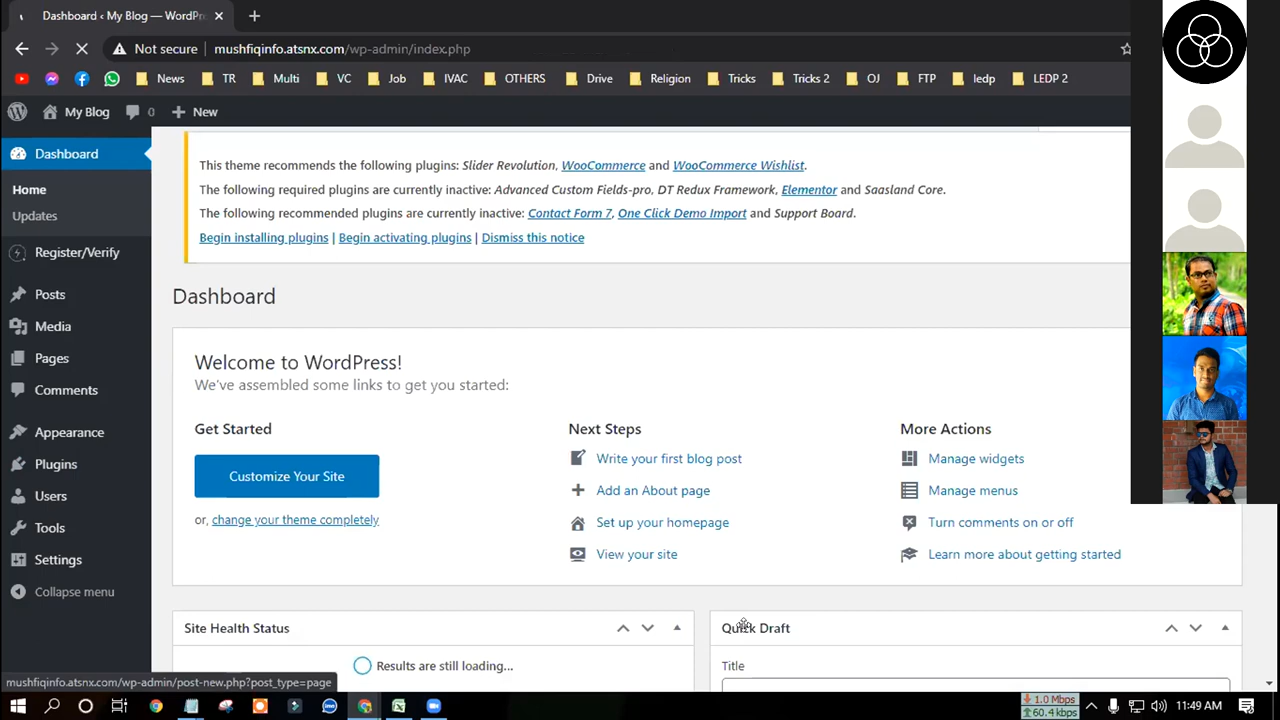 Dashboard ‹ My Blog — WordPr
Not secure mushfiqinfo.atsnx.com/wp-admin/index.php
News TR Multi VC Job IVAC OTHERS Drive Religion Tricks Tricks 2 OJ FTP ledp LEDP 2
My Blog 0 New
Dashboard
Home
Updates
Register/Verify
Posts
Media
Pages
Comments
Appearance
Plugins
Users
Tools
Settings
Collapse menu
This theme recommends the following plugins: Slider Revolution, WooCommerce and WooCommerce Wishlist.
The following required plugins are currently inactive: Advanced Custom Fields-pro, DT Redux Framework, Elementor and Saasland Core.
The following recommended plugins are currently inactive: Contact Form 7, One Click Demo Import and Support Board.
Begin installing plugins | Begin activating plugins | Dismiss this notice
Dashboard
Welcome to WordPress!
We've assembled some links to get you started:
Get Started
Customize Your Site
or, change your theme completely
Next Steps
Write your first blog post
Add an About page
Set up your homepage
View your site
More Actions
Manage widgets
Manage menus
Turn comments on or off
Learn more about getting started
Site Health Status
Results are still loading...
Quick Draft
Title
mushfiqinfo.atsnx.com/wp-admin/post-new.php?post_type=page
1.0 Mbps
60.4 kbps
11:49 AM